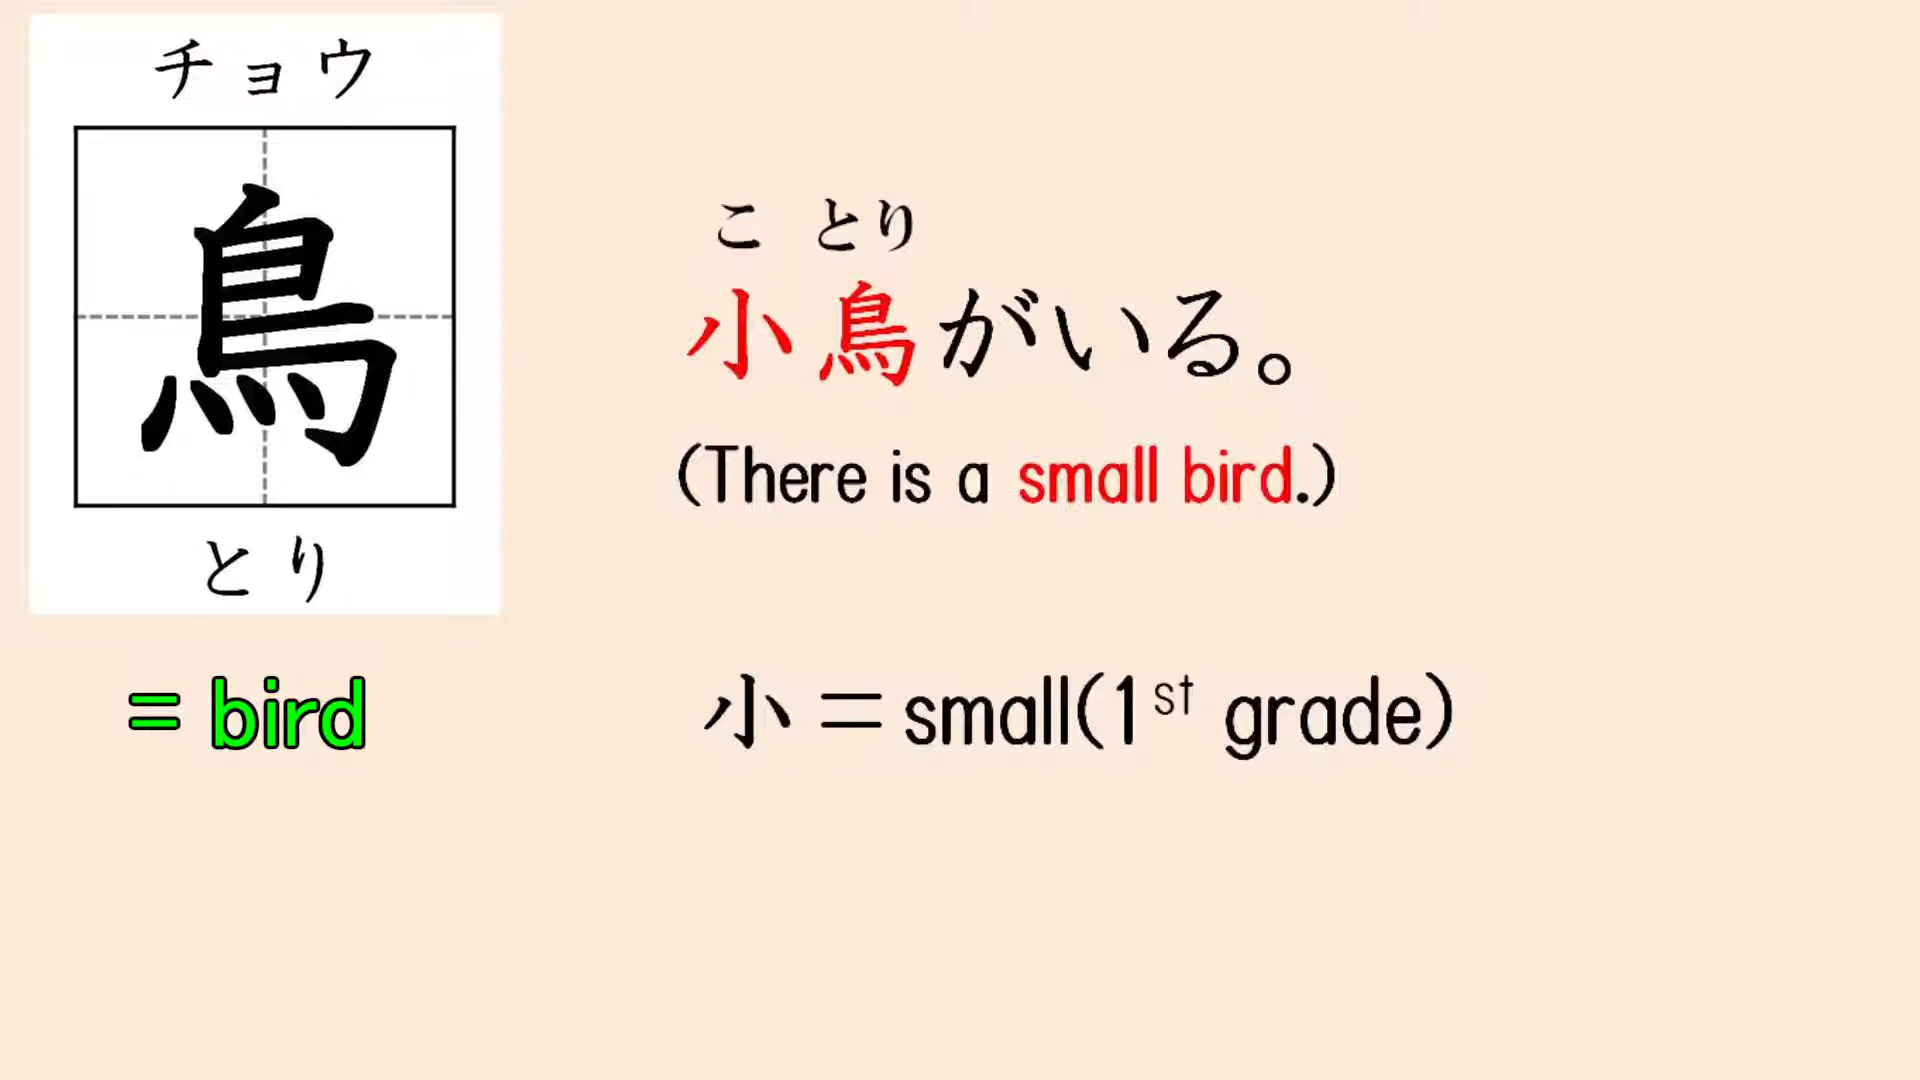 チョウ
鳥
とり
= bird
こ とり
小鳥がいる。
(There is a small bird.)
小＝small(1st grade)